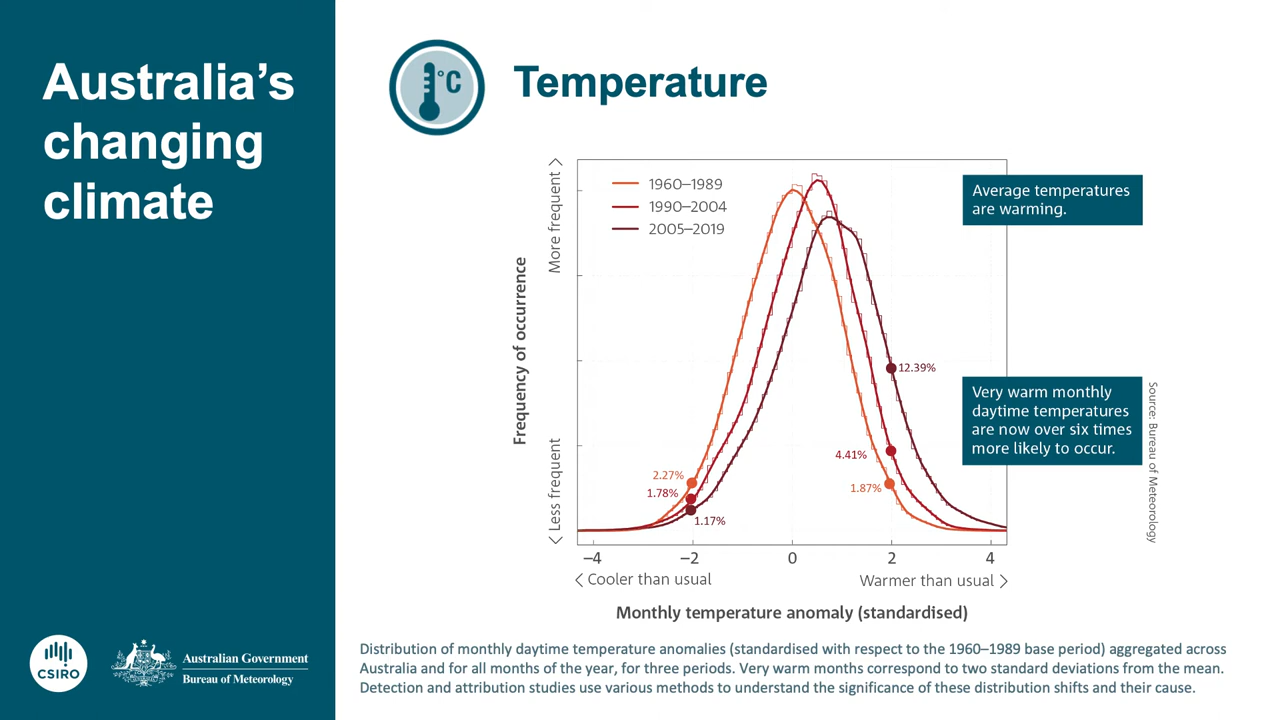 Australia's
changing
climate
°C
Temperature
Frequency of occurrence
< Less frequent
More frequent >
1960–1989
1990–2004
2005–2019
2.27%
1.78%
1.17%
12.39%
4.41%
1.87%
−4
−2
0
2
4
< Cooler than usual
Warmer than usual >
Monthly temperature anomaly (standardised)
Average temperatures
are warming.
Very warm monthly
daytime temperatures
are now over six times
more likely to occur.
Source: Bureau of Meteorology
Distribution of monthly daytime temperature anomalies (standardised with respect to the 1960–1989 base period) aggregated across
Australia and for all months of the year, for three periods. Very warm months correspond to two standard deviations from the mean.
Detection and attribution studies use various methods to understand the significance of these distribution shifts and their cause.
CSIRO
Australian Government
Bureau of Meteorology